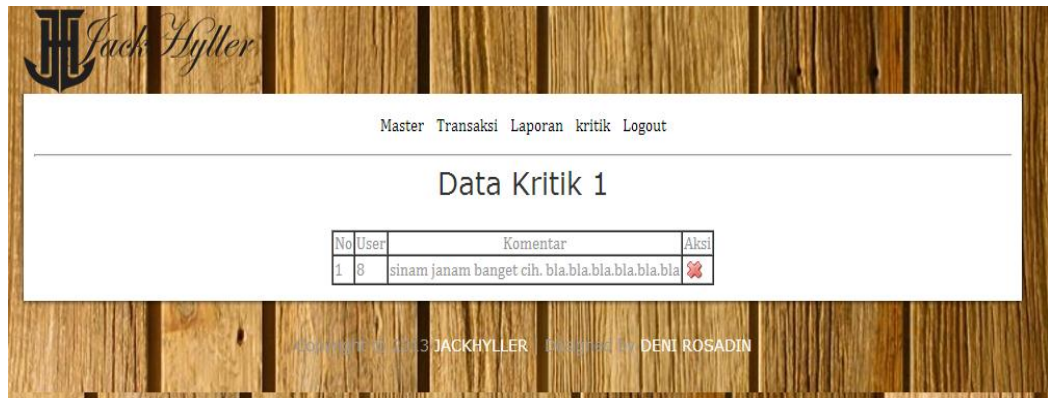 Jack Hyller
Master Transaksi Laporan kritik Logout
Data Kritik 1
No User Komentar Aksi
1 8 sinam janam banget cih. bla.bla.bla.bla.bla.bla
Copyright © 2013 JACKHYLLER | Designed by DENI ROSADIN